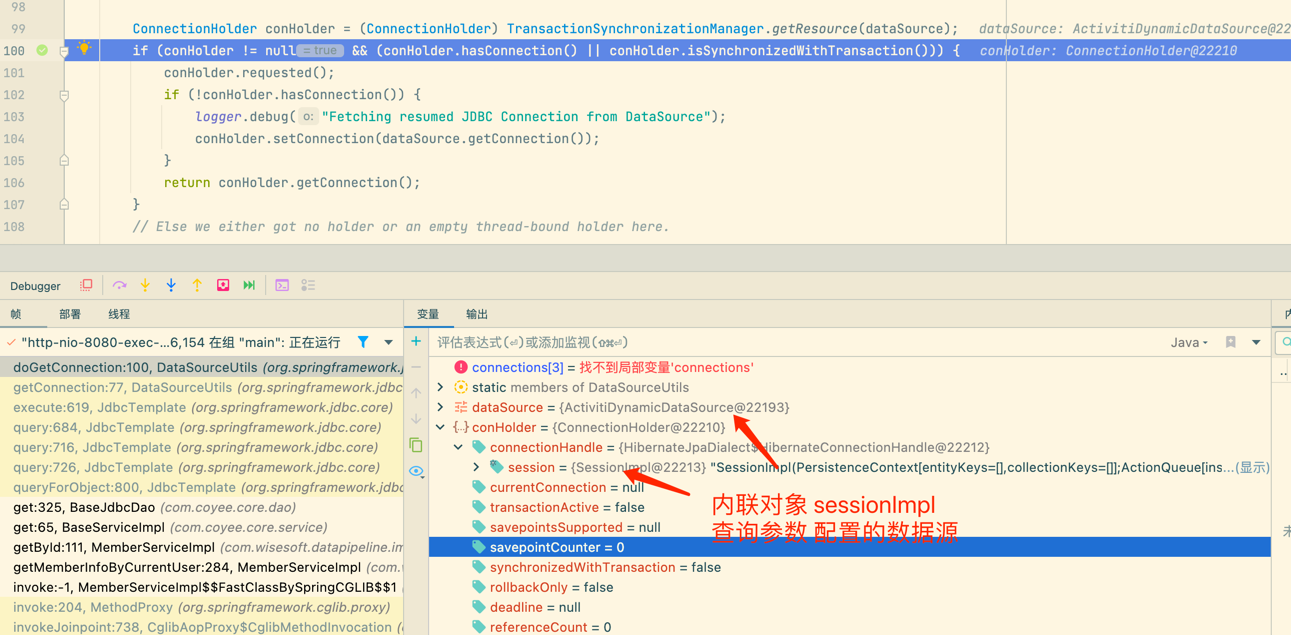 98
99 ConnectionHolder conHolder = (ConnectionHolder) TransactionSynchronizationManager.getResource(dataSource); dataSource: ActivitiDynamicDataSource@22
100 if (conHolder != null = true && (conHolder.hasConnection() || conHolder.isSynchronizedWithTransaction())) { conHolder: ConnectionHolder@22210
101 conHolder.requested();
102 if (!conHolder.hasConnection()) {
103 logger.debug( o: "Fetching resumed JDBC Connection from DataSource");
104 conHolder.setConnection(dataSource.getConnection());
105 }
106 return conHolder.getConnection();
107 }
108 // Else we either got no holder or an empty thread-bound holder here.
Debugger
帧 部署 线程
"http-nio-8080-exec-...6,154 在组 "main": 正在运行
doGetConnection:100, DataSourceUtils (org.springframework.j
getConnection:77, DataSourceUtils (org.springframework.jdbc
execute:619, JdbcTemplate (org.springframework.jdbc.core)
query:684, JdbcTemplate (org.springframework.jdbc.core)
query:716, JdbcTemplate (org.springframework.jdbc.core)
query:726, JdbcTemplate (org.springframework.jdbc.core)
queryForObject:800, JdbcTemplate (org.springframework.jdbc
get:325, BaseJdbcDao (com.coyee.core.dao)
get:65, BaseServiceImpl (com.coyee.core.service)
getById:111, MemberServiceImpl (com.wisesoft.datapipeline.im
getMemberInfoByCurrentUser:284, MemberServiceImpl (com.
invoke:-1, MemberServiceImpl$$FastClassBySpringCGLIB$$1
invoke:204, MethodProxy (org.springframework.cglib.proxy)
invokeJoinpoint:738, CglibAopProxy$CglibMethodInvocation (
变量 输出
评估表达式(⏎)或添加监视(⇧⌘⏎) Java
connections[3] = 找不到局部变量'connections'
static members of DataSourceUtils
dataSource = {ActivitiDynamicDataSource@22193}
conHolder = {ConnectionHolder@22210}
connectionHandle = {HibernateJpaDialect$HibernateConnectionHandle@22212}
session = {SessionImpl@22213} "SessionImpl(PersistenceContext[entityKeys=[],collectionKeys=[]];ActionQueue[ins... (显示)
currentConnection = null
transactionActive = false
savepointsSupported = null
savepointCounter = 0
synchronizedWithTransaction = false
rollbackOnly = false
deadline = null
referenceCount = 0
内联对象 sessionImpl
查询参数 配置的数据源